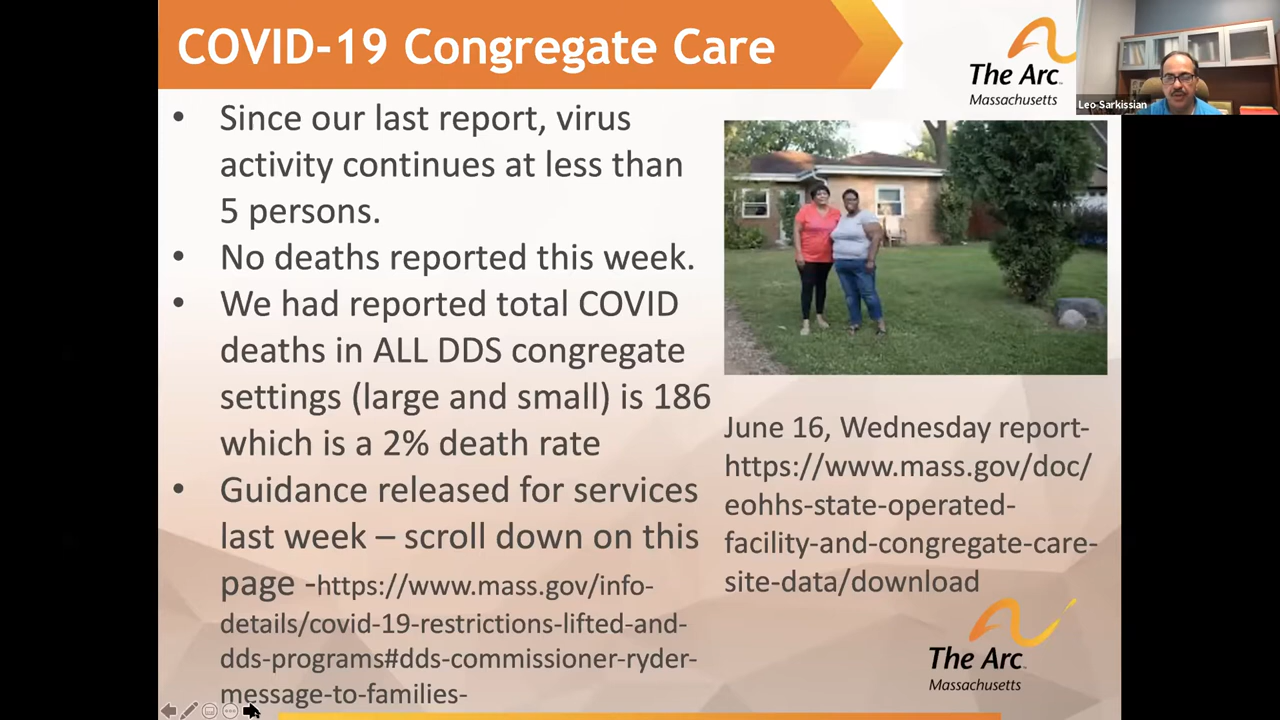 COVID-19 Congregate Care
The Arc
Massachusetts
Leo Sarkissian
• Since our last report, virus
activity continues at less than
5 persons.
• No deaths reported this week.
• We had reported total COVID
deaths in ALL DDS congregate
settings (large and small) is 186
which is a 2% death rate
• Guidance released for services
last week – scroll down on this
page -https://www.mass.gov/info-
details/covid-19-restrictions-lifted-and-
dds-programs#dds-commissioner-ryder-
message-to-families-
June 16, Wednesday report-
https://www.mass.gov/doc/
eohhs-state-operated-
facility-and-congregate-care-
site-data/download
The Arc
Massachusetts